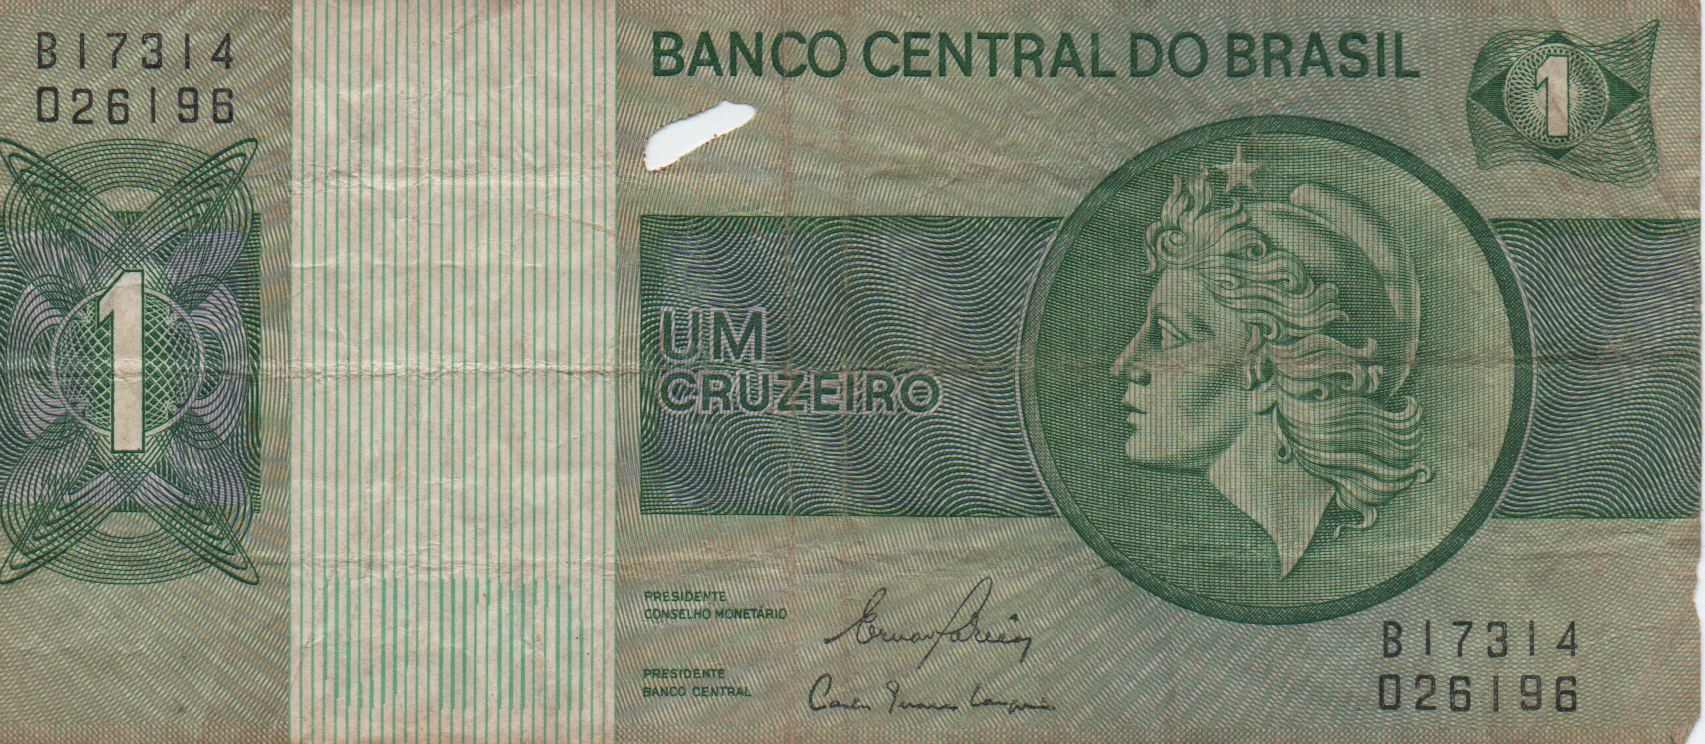 B17314
026196
BANCO CENTRAL DO BRASIL
1
1
UM
CRUZEIRO
PRESIDENTE
CONSELHO MONETÁRIO
PRESIDENTE
BANCO CENTRAL
B17314
026196